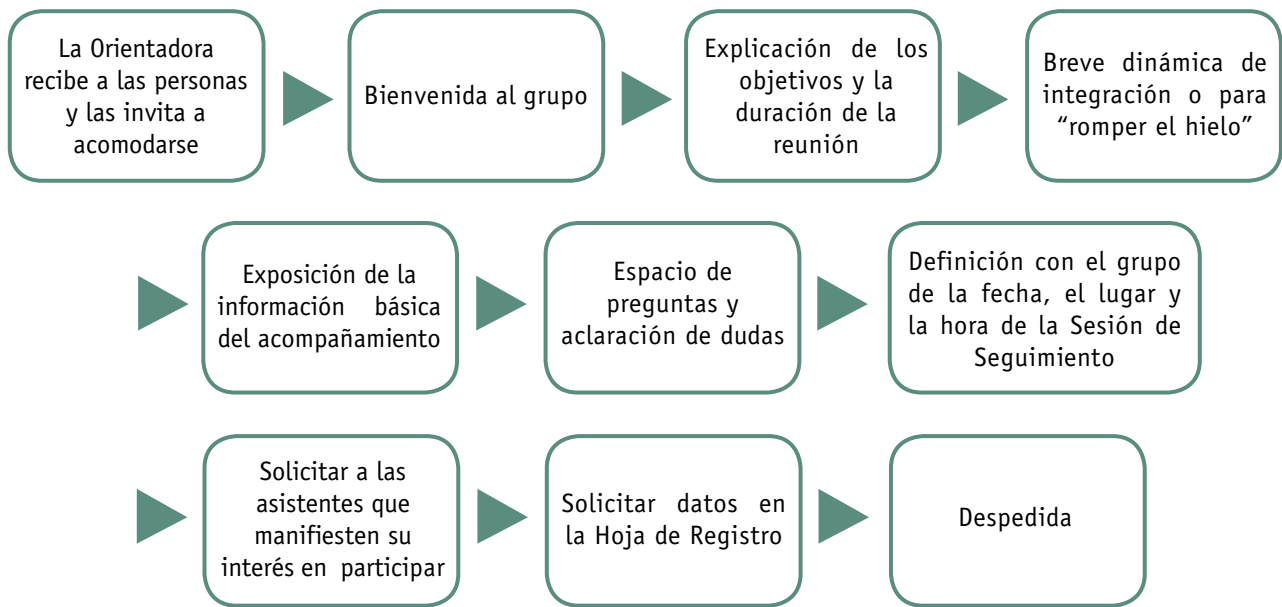 La Orientadora
recibe a las personas
y las invita a
acomodarse
Bienvenida al grupo
Explicación de los
objetivos y la
duración de la
reunión
Breve dinámica de
integración o para
“romper el hielo”
Exposición de la
información básica
del acompañamiento
Espacio de
preguntas y
aclaración de dudas
Definición con el grupo
de la fecha, el lugar y
la hora de la Sesión de
Seguimiento
Solicitar a las
asistentes que
manifiesten su
interés en participar
Solicitar datos en
la Hoja de Registro
Despedida